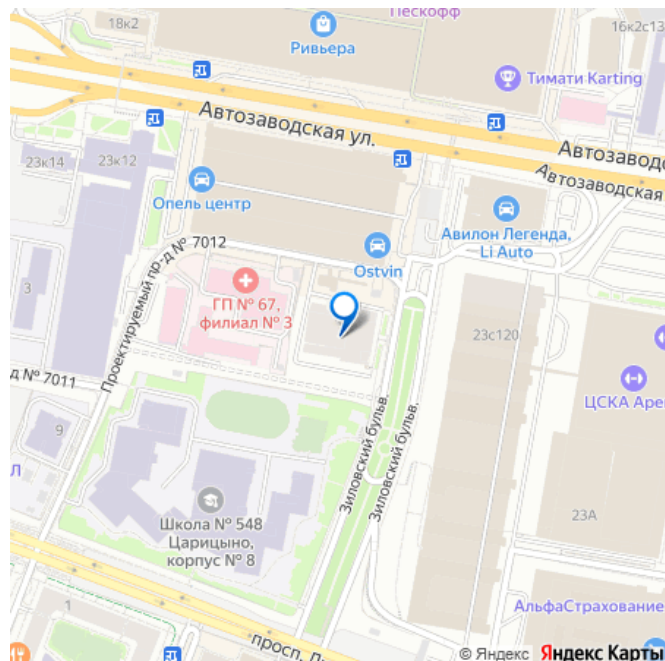 Пескофф
18к2
Ривьера
16к2с13
Тимати Karting
Автозаводская ул.
Автозаводс
Автозаводская
23к14
23к12
Опель центр
Авилон Легенда,
Li Auto
Ostvin
Проектируемый пр-д № 7012
3
ГП № 67,
филиал № 3
23с120
ЦСКА Аре
д № 7011
9
Л
Зиловский бульв.
Зиловский бульв.
Школа № 548
Царицыно,
корпус № 8
23А
1
АльфаСтрахование
просп. Л
© Яндекс Яндекс Карты